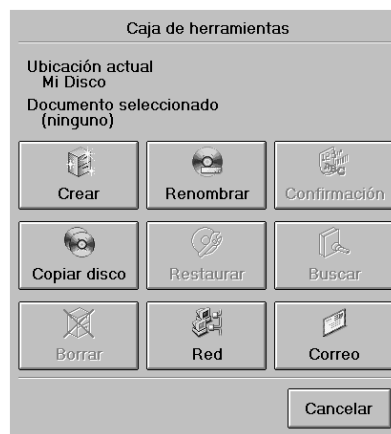 Caja de herramientas
Ubicación actual
Mi Disco
Documento seleccionado
(ninguno)
Crear
Renombrar
Confirmación
Copiar disco
Restaurar
Buscar
Borrar
Red
Correo
Cancelar